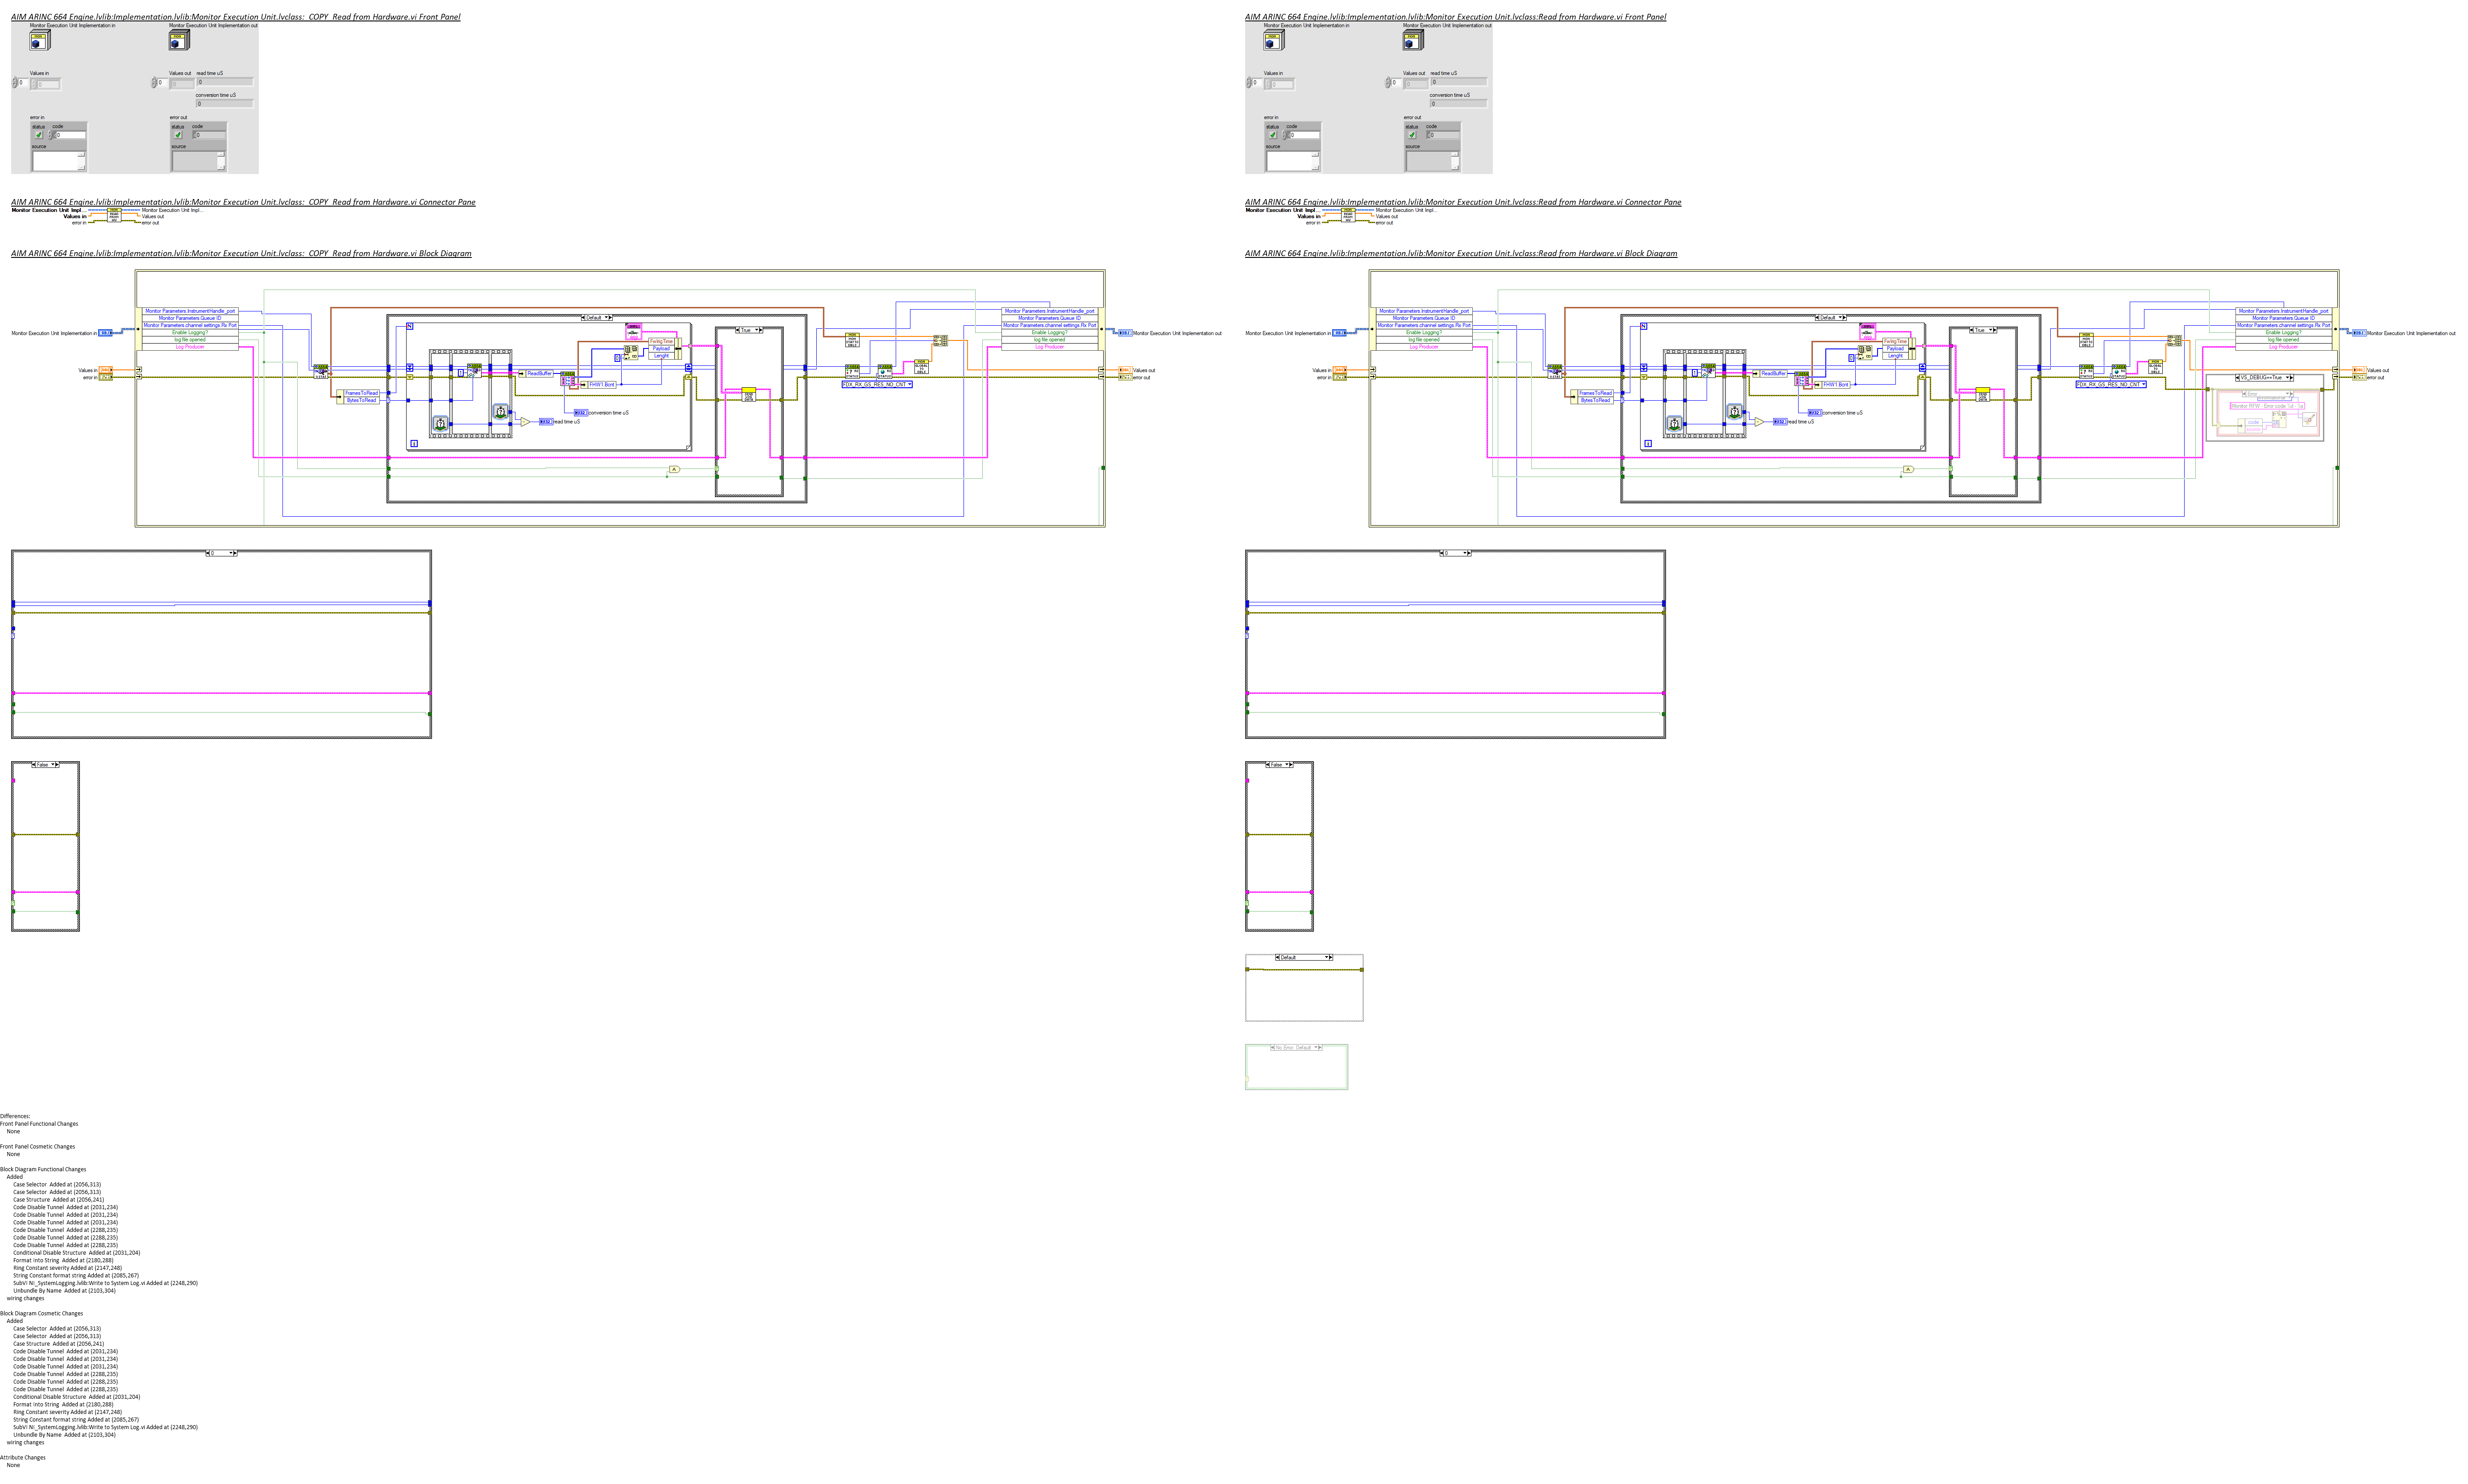 AIM ARINC 664 Engine.lvlib:Implementation.lvlib:Monitor Execution Unit.lvclass:_COPY_Read from Hardware.vi Front Panel
Monitor Execution Unit Implementation in
Monitor Execution Unit Implementation out
Values in
Values out
read time uS
0
0
0
conversion time uS
0
error in
error out
status
code
status
code
0
0
source
source
AIM ARINC 664 Engine.lvlib:Implementation.lvlib:Monitor Execution Unit.lvclass:_COPY_Read from Hardware.vi Connector Pane
Monitor Execution Unit Impl...
Monitor Execution Unit Impl...
Values in
Values out
error in
error out
AIM ARINC 664 Engine.lvlib:Implementation.lvlib:Monitor Execution Unit.lvclass:_COPY_Read from Hardware.vi Block Diagram
Monitor Parameters.InstrumentHandle_port
Monitor Parameters.Queue ID
Monitor Parameters.channel settings.Rx Port
Enable Logging?
log file opened
Log Producer
Monitor Execution Unit Implementation in
Values in
error in
FramesToRead
BytesToRead
Default
ReadBuffer
FHW1.Bcnt
FwringTime
Payload
Lenght
conversion time uS
read time uS
True
FDX_RX_GS_RES_NO_CNT
Monitor Parameters.InstrumentHandle_port
Monitor Parameters.Queue ID
Monitor Parameters.channel settings.Rx Port
Enable Logging?
log file opened
Log Producer
Monitor Execution Unit Implementation out
Values out
error out
0
False
AIM ARINC 664 Engine.lvlib:Implementation.lvlib:Monitor Execution Unit.lvclass:Read from Hardware.vi Front Panel
Monitor Execution Unit Implementation in
Monitor Execution Unit Implementation out
Values in
Values out
read time uS
0
0
0
conversion time uS
0
error in
error out
status
code
status
code
0
0
source
source
AIM ARINC 664 Engine.lvlib:Implementation.lvlib:Monitor Execution Unit.lvclass:Read from Hardware.vi Connector Pane
Monitor Execution Unit Impl...
Monitor Execution Unit Impl...
Values in
Values out
error in
error out
AIM ARINC 664 Engine.lvlib:Implementation.lvlib:Monitor Execution Unit.lvclass:Read from Hardware.vi Block Diagram
Monitor Parameters.InstrumentHandle_port
Monitor Parameters.Queue ID
Monitor Parameters.channel settings.Rx Port
Enable Logging?
log file opened
Log Producer
Monitor Execution Unit Implementation in
Values in
error in
FramesToRead
BytesToRead
Default
ReadBuffer
FHW1.Bcnt
FwringTime
Payload
Lenght
conversion time uS
read time uS
True
FDX_RX_GS_RES_NO_CNT
Monitor Parameters.InstrumentHandle_port
Monitor Parameters.Queue ID
Monitor Parameters.channel settings.Rx Port
Enable Logging?
log file opened
Log Producer
VS_DEBUG==True
Error
code
source
Monitor Execution Unit Implementation out
Values out
error out
0
False
Default
No Error, Default
Differences:
Front Panel Functional Changes
None
Front Panel Cosmetic Changes
None
Block Diagram Functional Changes
Added
Case Selector Added at (2056,313)
Case Selector Added at (2056,313)
Case Structure Added at (2056,241)
Code Disable Tunnel Added at (2031,234)
Code Disable Tunnel Added at (2031,234)
Code Disable Tunnel Added at (2031,234)
Code Disable Tunnel Added at (2288,235)
Code Disable Tunnel Added at (2288,235)
Code Disable Tunnel Added at (2288,235)
Conditional Disable Structure Added at (2031,204)
Format Into String Added at (2180,288)
Ring Constant severity Added at (2147,248)
String Constant format string Added at (2085,267)
SubVI NI_SystemLogging.lvlib:Write to System Log.vi Added at (2248,290)
Unbundle By Name Added at (2103,304)
wiring changes
Block Diagram Cosmetic Changes
Added
Case Selector Added at (2056,313)
Case Selector Added at (2056,313)
Case Structure Added at (2056,241)
Code Disable Tunnel Added at (2031,234)
Code Disable Tunnel Added at (2031,234)
Code Disable Tunnel Added at (2031,234)
Code Disable Tunnel Added at (2288,235)
Code Disable Tunnel Added at (2288,235)
Code Disable Tunnel Added at (2288,235)
Conditional Disable Structure Added at (2031,204)
Format Into String Added at (2180,288)
Ring Constant severity Added at (2147,248)
String Constant format string Added at (2085,267)
SubVI NI_SystemLogging.lvlib:Write to System Log.vi Added at (2248,290)
Unbundle By Name Added at (2103,304)
wiring changes
Attribute Changes
None